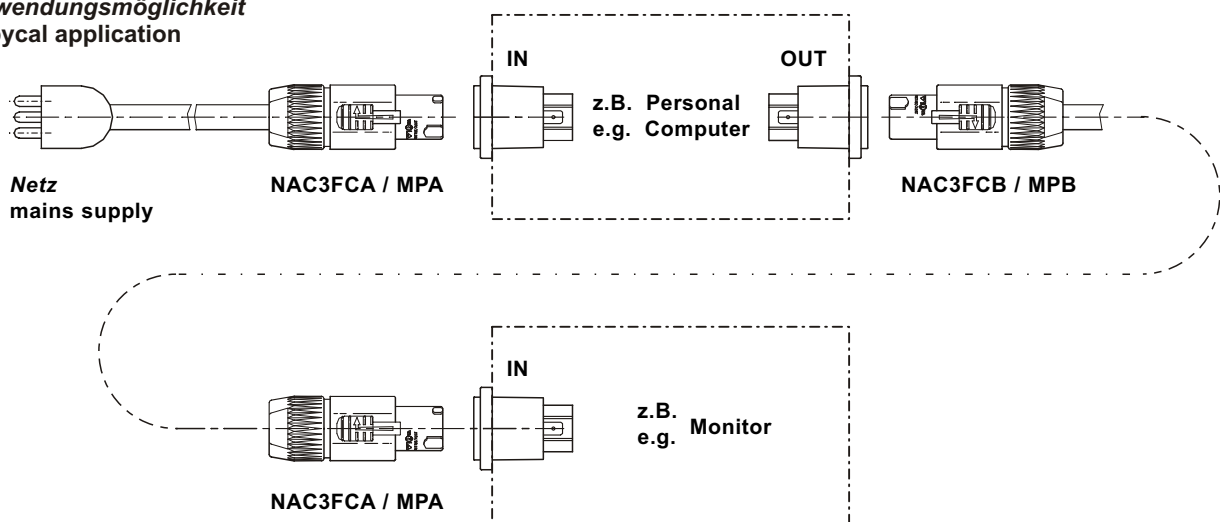 wendungsmöglichkeit
ycal application
IN
OUT
z.B. Personal
e.g. Computer
Netz
mains supply
NAC3FCA / MPA
NAC3FCB / MPB
IN
z.B.
e.g. Monitor
NAC3FCA / MPA